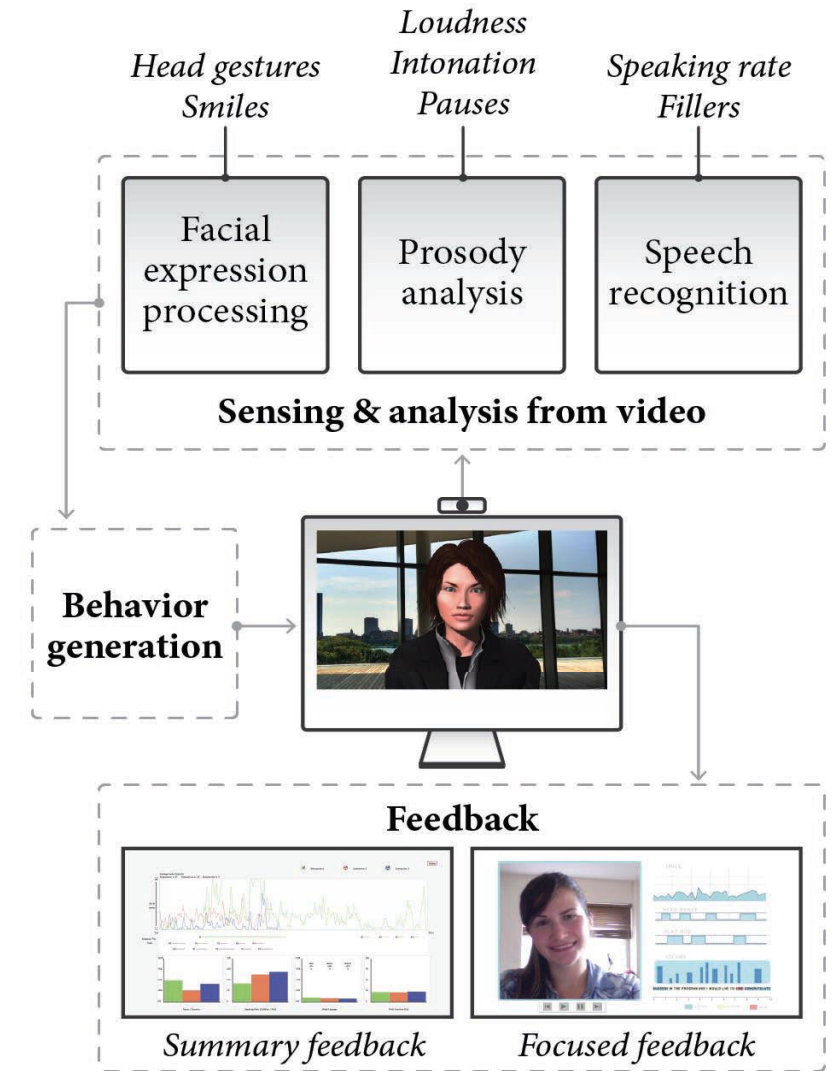 Head gestures
Smiles
Loudness
Intonation
Pauses
Speaking rate
Fillers
Facial
expression
processing
Prosody
analysis
Speech
recognition
Sensing & analysis from video
Behavior
generation
Feedback
Summary feedback
Focused feedback